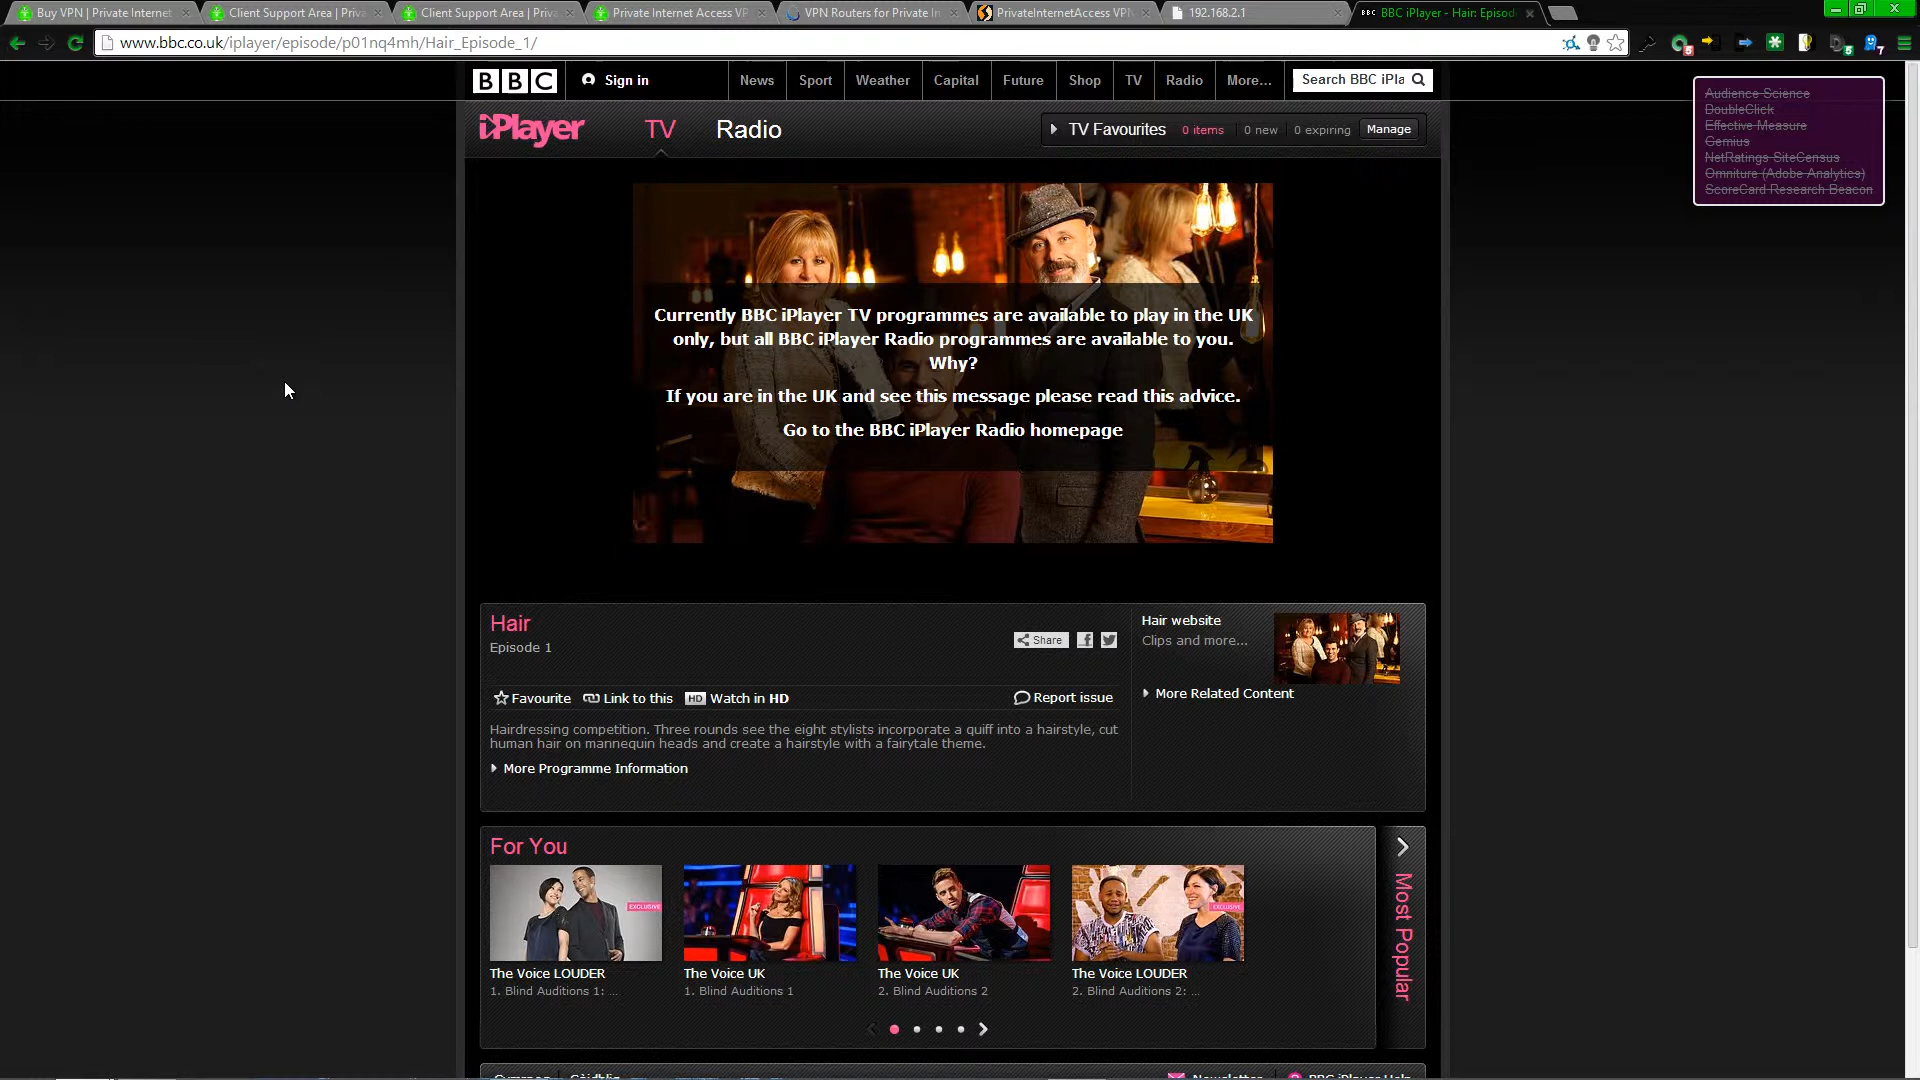 Buy VPN | Private Internet
Client Support Area | Priva
Client Support Area | Priva
Private Internet Access VP
VPN Routers for Private In
PrivateInternetAccess VPN
192.168.2.1
BBC iPlayer - Hair: Episod
www.bbc.co.uk/iplayer/episode/p01nq4mh/Hair_Episode_1/
BBC Sign in News Sport Weather Capital Future Shop TV Radio More... Search BBC iPla
iPlayer TV Radio TV Favourites 0 items 0 new 0 expiring Manage
Audience Science
DoubleClick
Effective Measure
Gemius
NetRatings SiteCensus
Omniture (Adobe Analytics)
ScoreCard Research Beacon
Currently BBC iPlayer TV programmes are available to play in the UK
only, but all BBC iPlayer Radio programmes are available to you.
Why?
If you are in the UK and see this message please read this advice.
Go to the BBC iPlayer Radio homepage
Hair
Episode 1
Share
Favourite Link to this HD Watch in HD Report issue
Hairdressing competition. Three rounds see the eight stylists incorporate a quiff into a hairstyle, cut
human hair on mannequin heads and create a hairstyle with a fairytale theme.
More Programme Information
Hair website
Clips and more...
More Related Content
For You
EXCLUSIVE
EXCLUSIVE
The Voice LOUDER
1. Blind Auditions 1: ...
The Voice UK
1. Blind Auditions 1
The Voice UK
2. Blind Auditions 2
The Voice LOUDER
2. Blind Auditions 2: ...
Most Popular
Newsletter BBC iPlayer Help